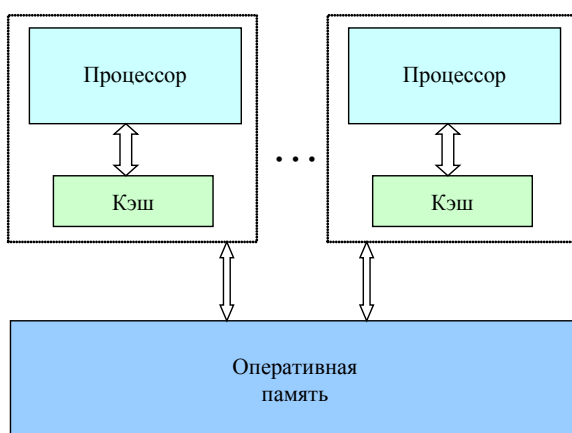 Процессор
Процессор
. . .
Кэш
Кэш
Оперативная
память